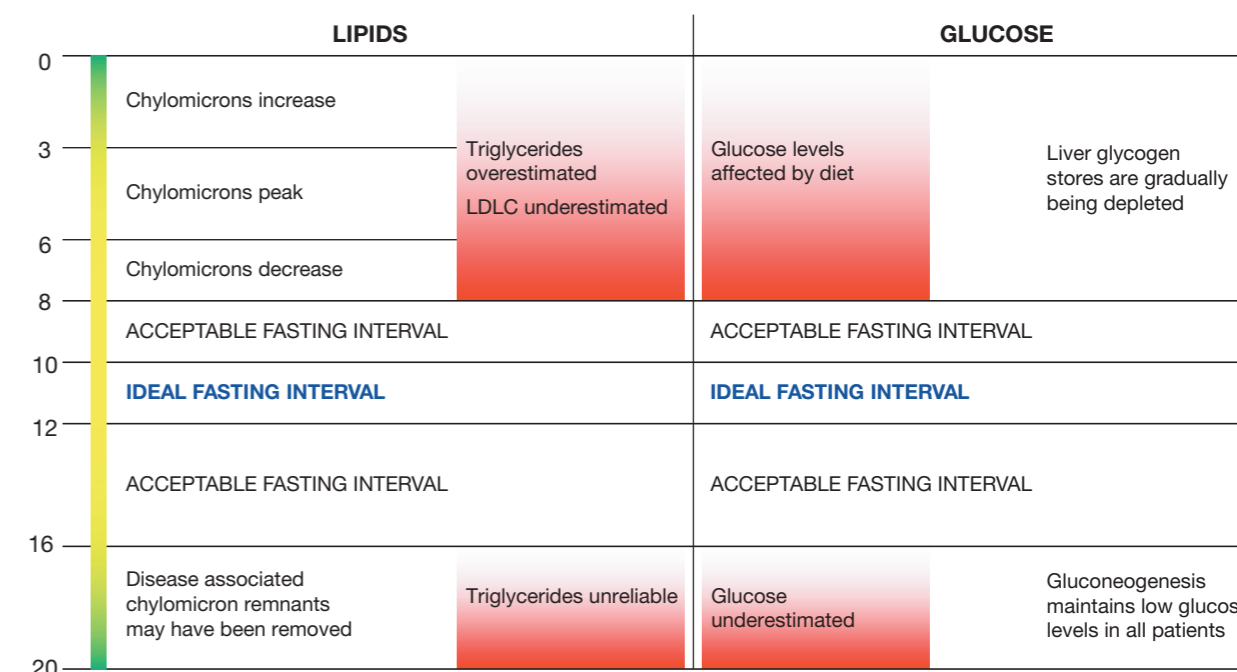 LIPIDS
GLUCOSE
0
Chylomicrons increase
3
Triglycerides
overestimated
LDLC underestimated
Glucose levels
affected by diet
Liver glycogen
stores are gradually
being depleted
Chylomicrons peak
6
Chylomicrons decrease
8
ACCEPTABLE FASTING INTERVAL
ACCEPTABLE FASTING INTERVAL
10
IDEAL FASTING INTERVAL
IDEAL FASTING INTERVAL
12
ACCEPTABLE FASTING INTERVAL
ACCEPTABLE FASTING INTERVAL
16
Disease associated
chylomicron remnants
may have been removed
Triglycerides unreliable
Glucose
underestimated
Gluconeogenesis
maintains low glucos
levels in all patients
20